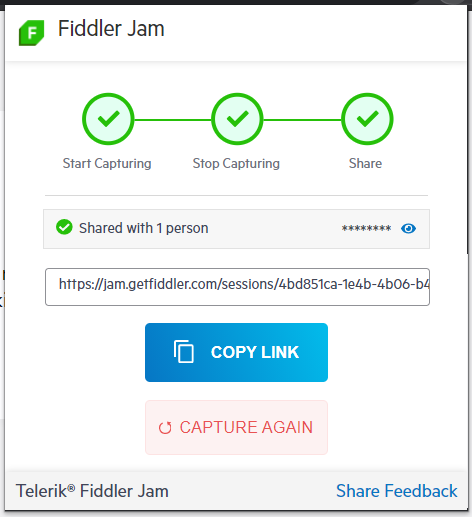 Fiddler Jam
Start Capturing
Stop Capturing
Share
Shared with 1 person ********
https://jam.getfiddler.com/sessions/4bd851ca-1e4b-4b06-b4
COPY LINK
CAPTURE AGAIN
Telerik® Fiddler Jam
Share Feedback